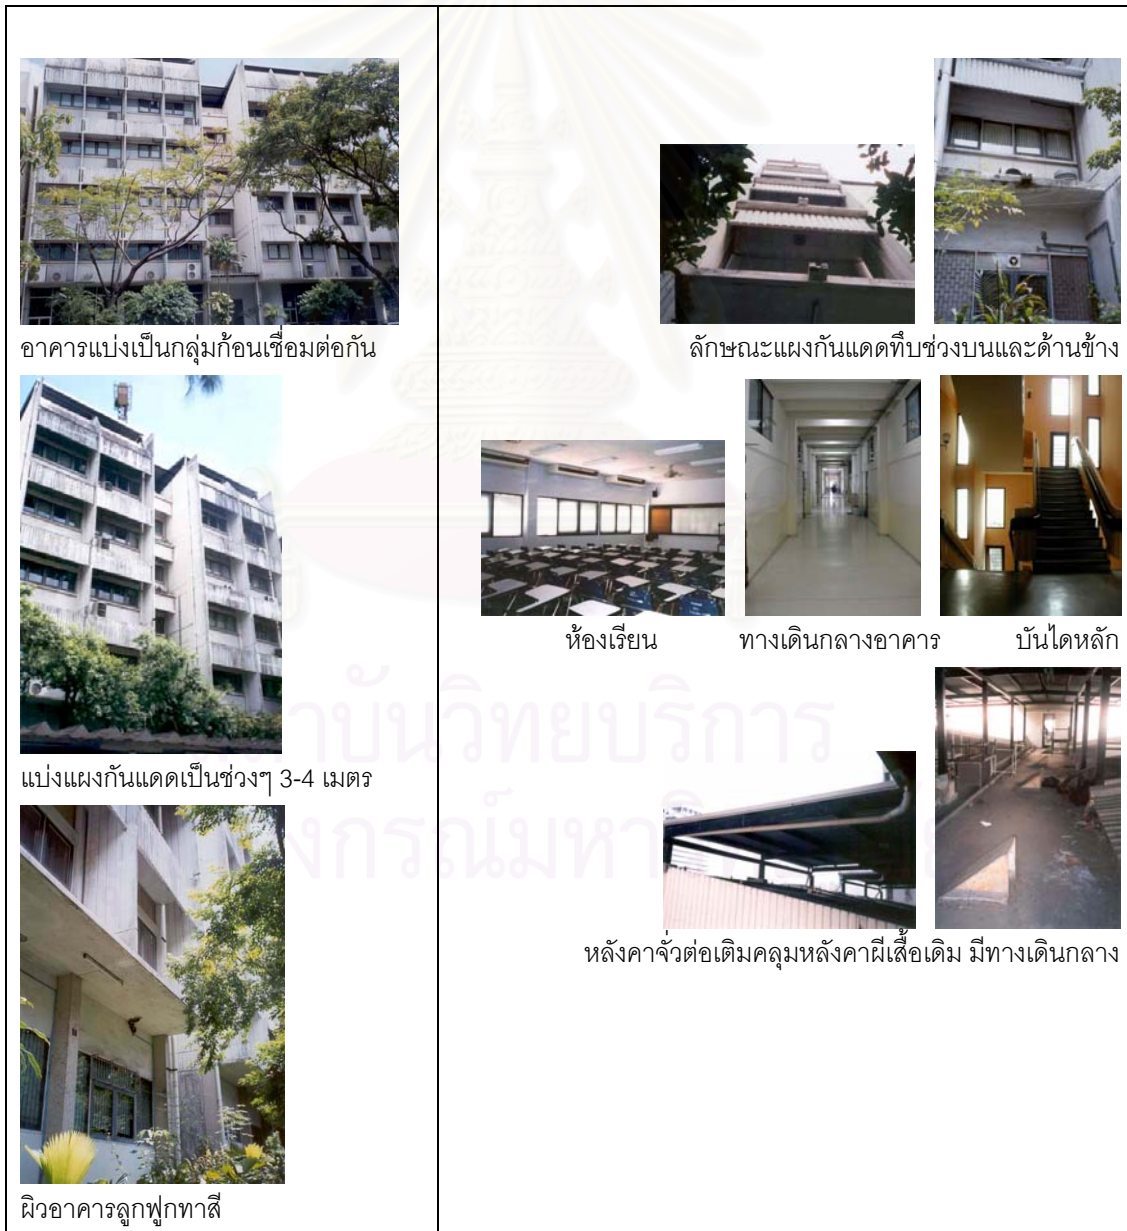 อาคารแบ่งเป็นกลุ่มก้อนเชื่อมต่อกัน
แบ่งแผงกันแดดเป็นช่วงๆ 3-4 เมตร
ผิวอาคารลูกฟูกทาสี
ลักษณะแผงกันแดดทึบช่วงบนและด้านข้าง
ห้องเรียน
ทางเดินกลางอาคาร
บันไดหลัก
หลังคาจั่วต่อเติมคลุมหลังคาผีเสื้อเดิม มีทางเดินกลาง